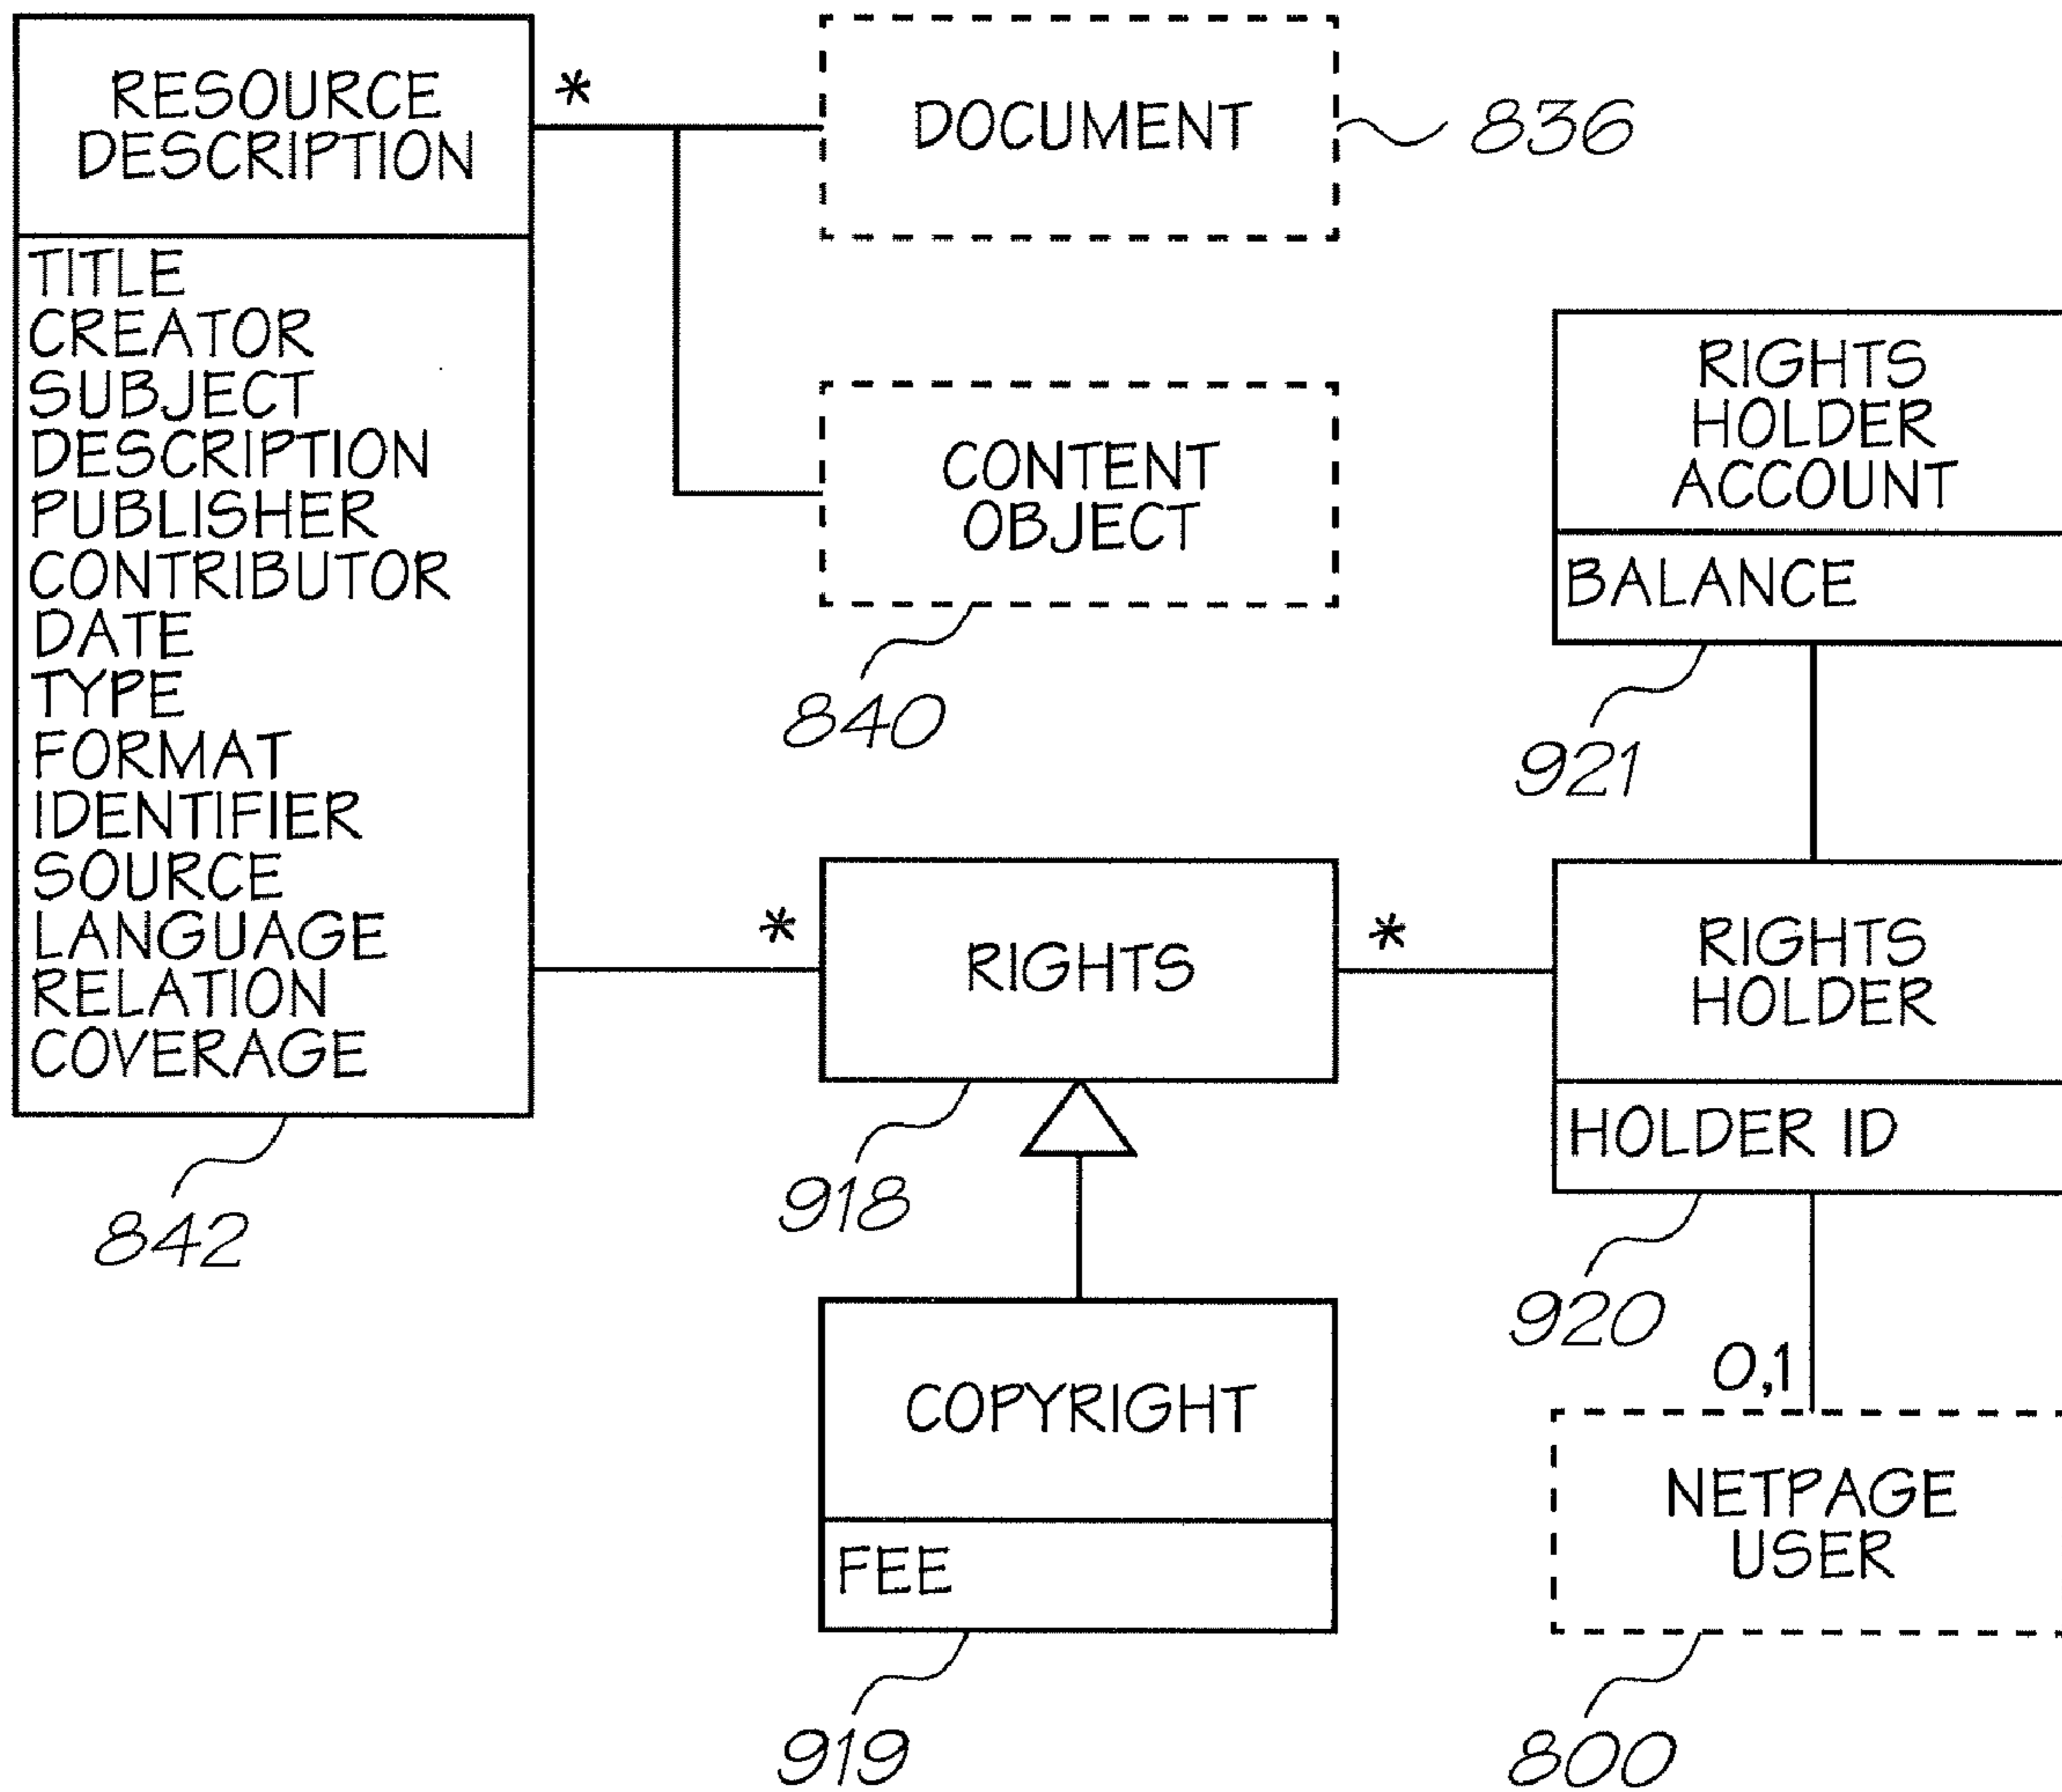 RESOURCE
DESCRIPTION
TITLE
CREATOR
SUBJECT
DESCRIPTION
PUBLISHER
CONTRIBUTOR
DATE
TYPE
FORMAT
IDENTIFIER
SOURCE
LANGUAGE
RELATION
COVERAGE
842
*
DOCUMENT
836
CONTENT
OBJECT
840
*
RIGHTS
918
*
COPYRIGHT
FEE
919
RIGHTS
HOLDER
ACCOUNT
BALANCE
921
RIGHTS
HOLDER
HOLDER ID
920
0,1
NETPAGE
USER
800